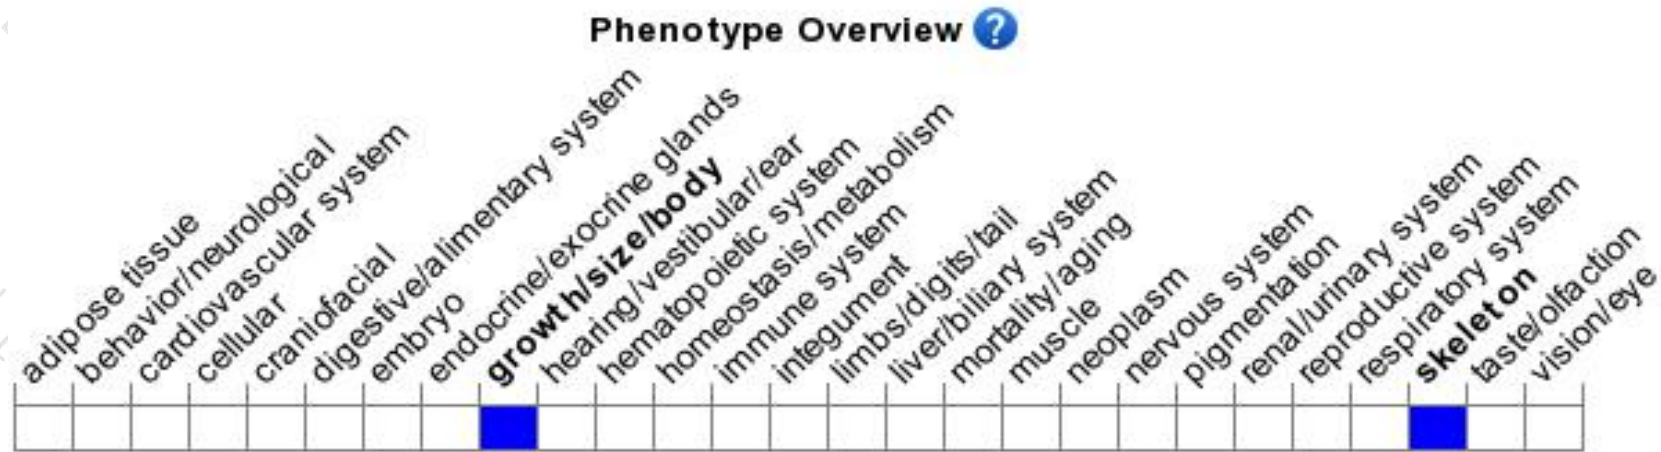 Phenotype Overview ?
adipose tissue
behavior/neurological
cardiovascular system
cellular
craniofacial
digestive/alimentary system
embryo
endocrine/exocrine glands
growth/size/body
hearing/vestibular/ear
hematopoietic system
homeostasis/metabolism
immune system
integument
limbs/digits/tail
liver/biliary system
mortality/aging
muscle
neoplasm
nervous system
pigmentation
renal/urinary system
reproductive system
respiratory system
skeleton
taste/olfaction
vision/eye